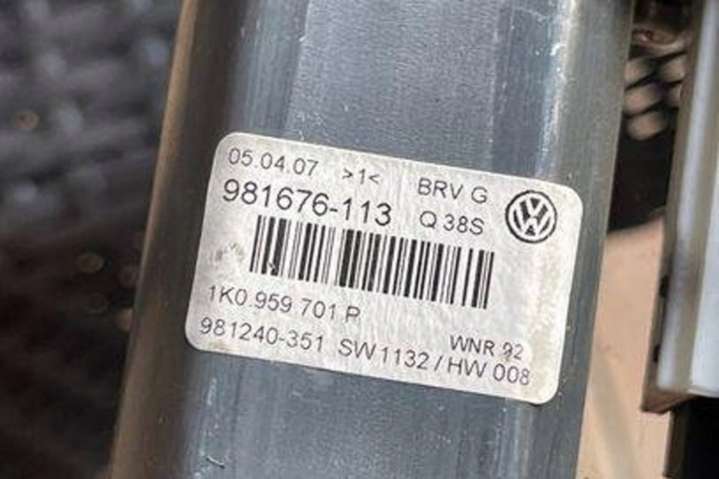 05.04.07 >1< BRV G
981676-113 Q 38S
1K0 959 701 P
WNR 92
981240-351 SW1132 / HW 008